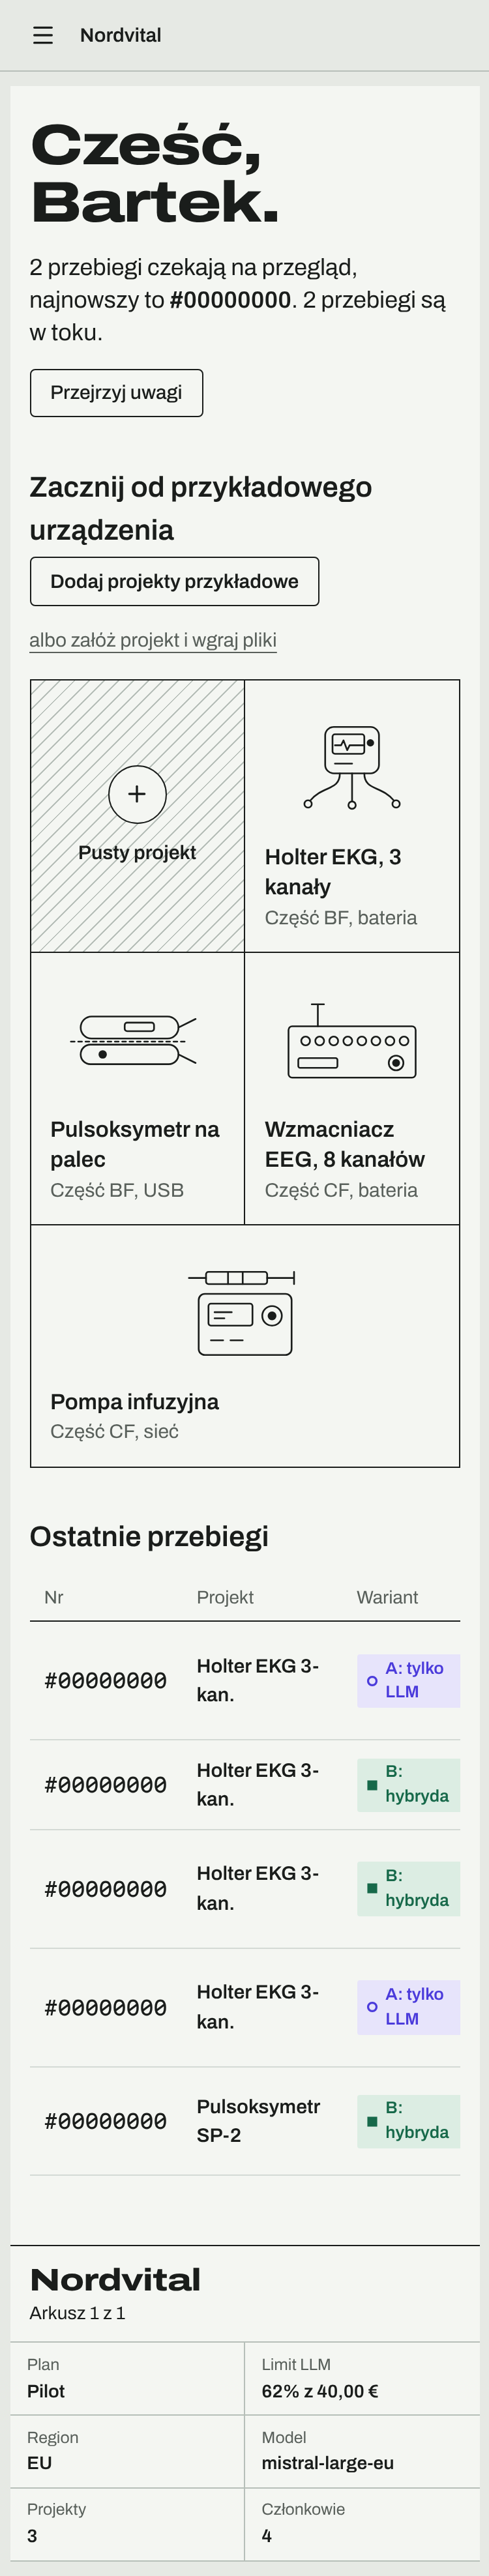 Nordvital
Cześć,
Bartek.
2 przebiegi czekają na przegląd,
najnowszy to #00000000. 2 przebiegi są
w toku.
Przejrzyj uwagi
Zacznij od przykładowego
urządzenia
Dodaj projekty przykładowe
albo załóż projekt i wgraj pliki
Pusty projekt
Holter EKG, 3
kanały
Część BF, bateria
Pulsoksymetr na
palec
Część BF, USB
Wzmacniacz
EEG, 8 kanałów
Część CF, bateria
Pompa infuzyjna
Część CF, sieć
Ostatnie przebiegi
Nr Projekt Wariant
#00000000 Holter EKG 3-
kan. A: tylko
LLM
#00000000 Holter EKG 3-
kan. B:
hybryda
#00000000 Holter EKG 3-
kan. B:
hybryda
#00000000 Holter EKG 3-
kan. A: tylko
LLM
#00000000 Pulsoksymetr
SP-2 B:
hybryda
Nordvital
Arkusz 1 z 1
Plan
Pilot
Limit LLM
62% z 40,00 €
Region
EU
Model
mistral-large-eu
Projekty
3
Członkowie
4